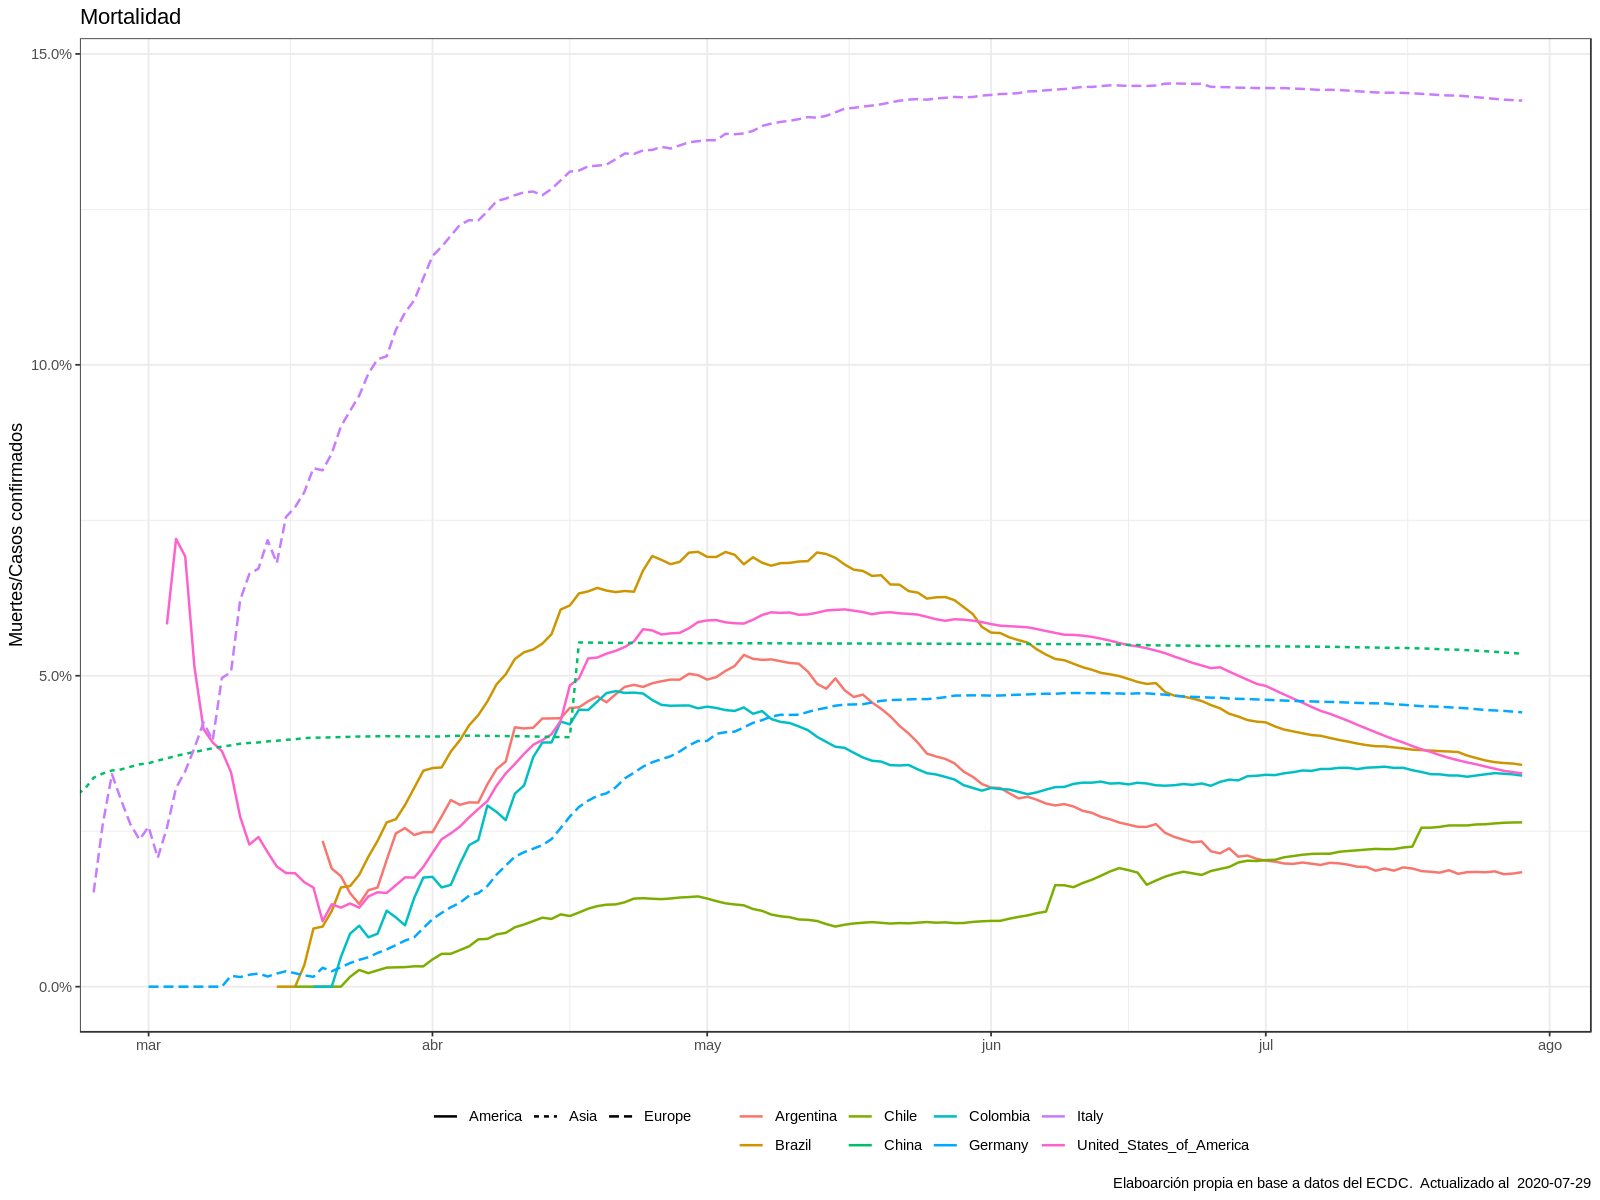 Mortalidad
Muertes/Casos confirmados
15.0%
10.0%
5.0%
0.0%
mar abr may jun jul ago
America Asia Europe Argentina Chile Colombia Italy
Brazil China Germany United_States_of_America
Elaboarción propia en base a datos del ECDC. Actualizado al 2020-07-29